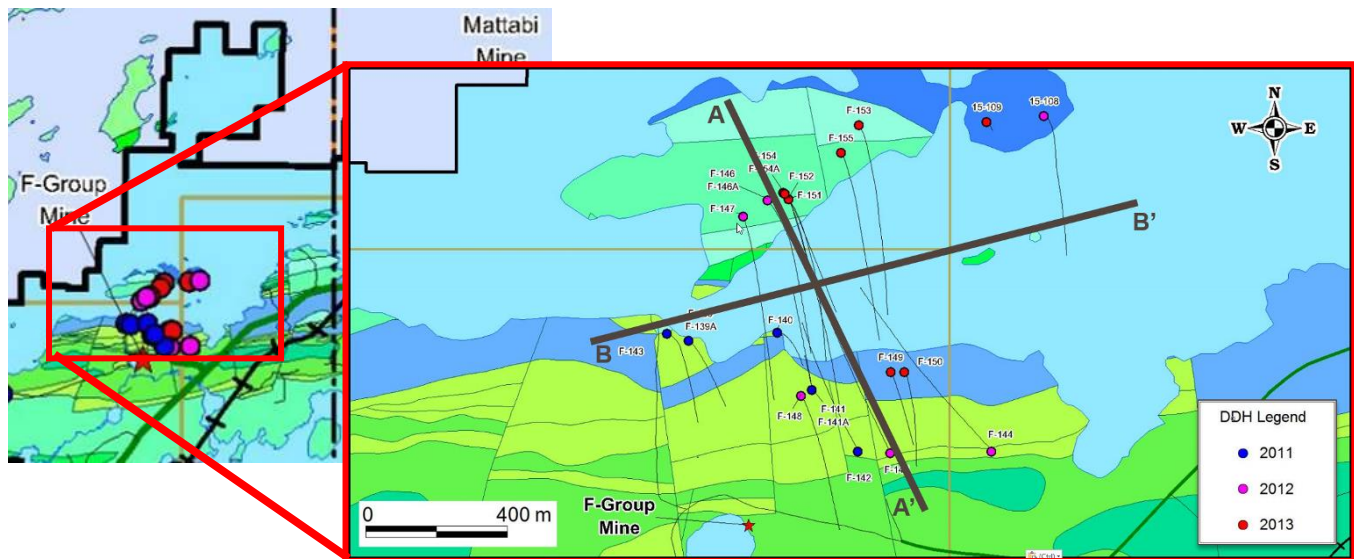 Mattabi
Mine
F-Group
Mine
A
F-153
15-109
15-108
N
W
E
S
F-155
F-154
F-154A
F-152
F-146
F-146A
F-151
F-147
B'
F-139A
F-140
B
F-143
F-149
F-150
F-148
F-141
F-141A
F-144
F-142
A'
F-Group
Mine
0
400 m
DDH Legend
2011
2012
2013
(Ctrl)